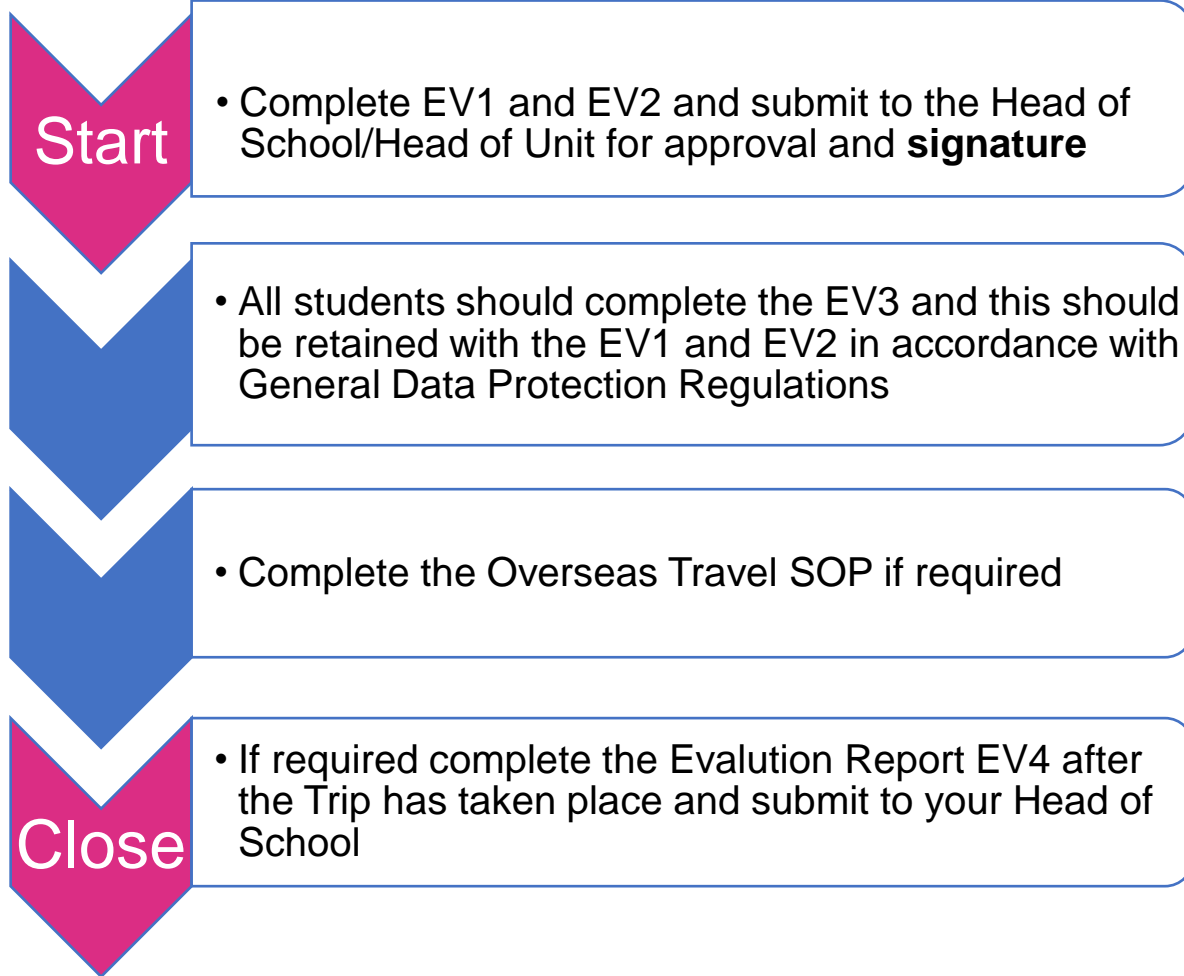 Start
• Complete EV1 and EV2 and submit to the Head of
School/Head of Unit for approval and signature
• All students should complete the EV3 and this should
be retained with the EV1 and EV2 in accordance with
General Data Protection Regulations
• Complete the Overseas Travel SOP if required
Close
• If required complete the Evalution Report EV4 after
the Trip has taken place and submit to your Head of
School